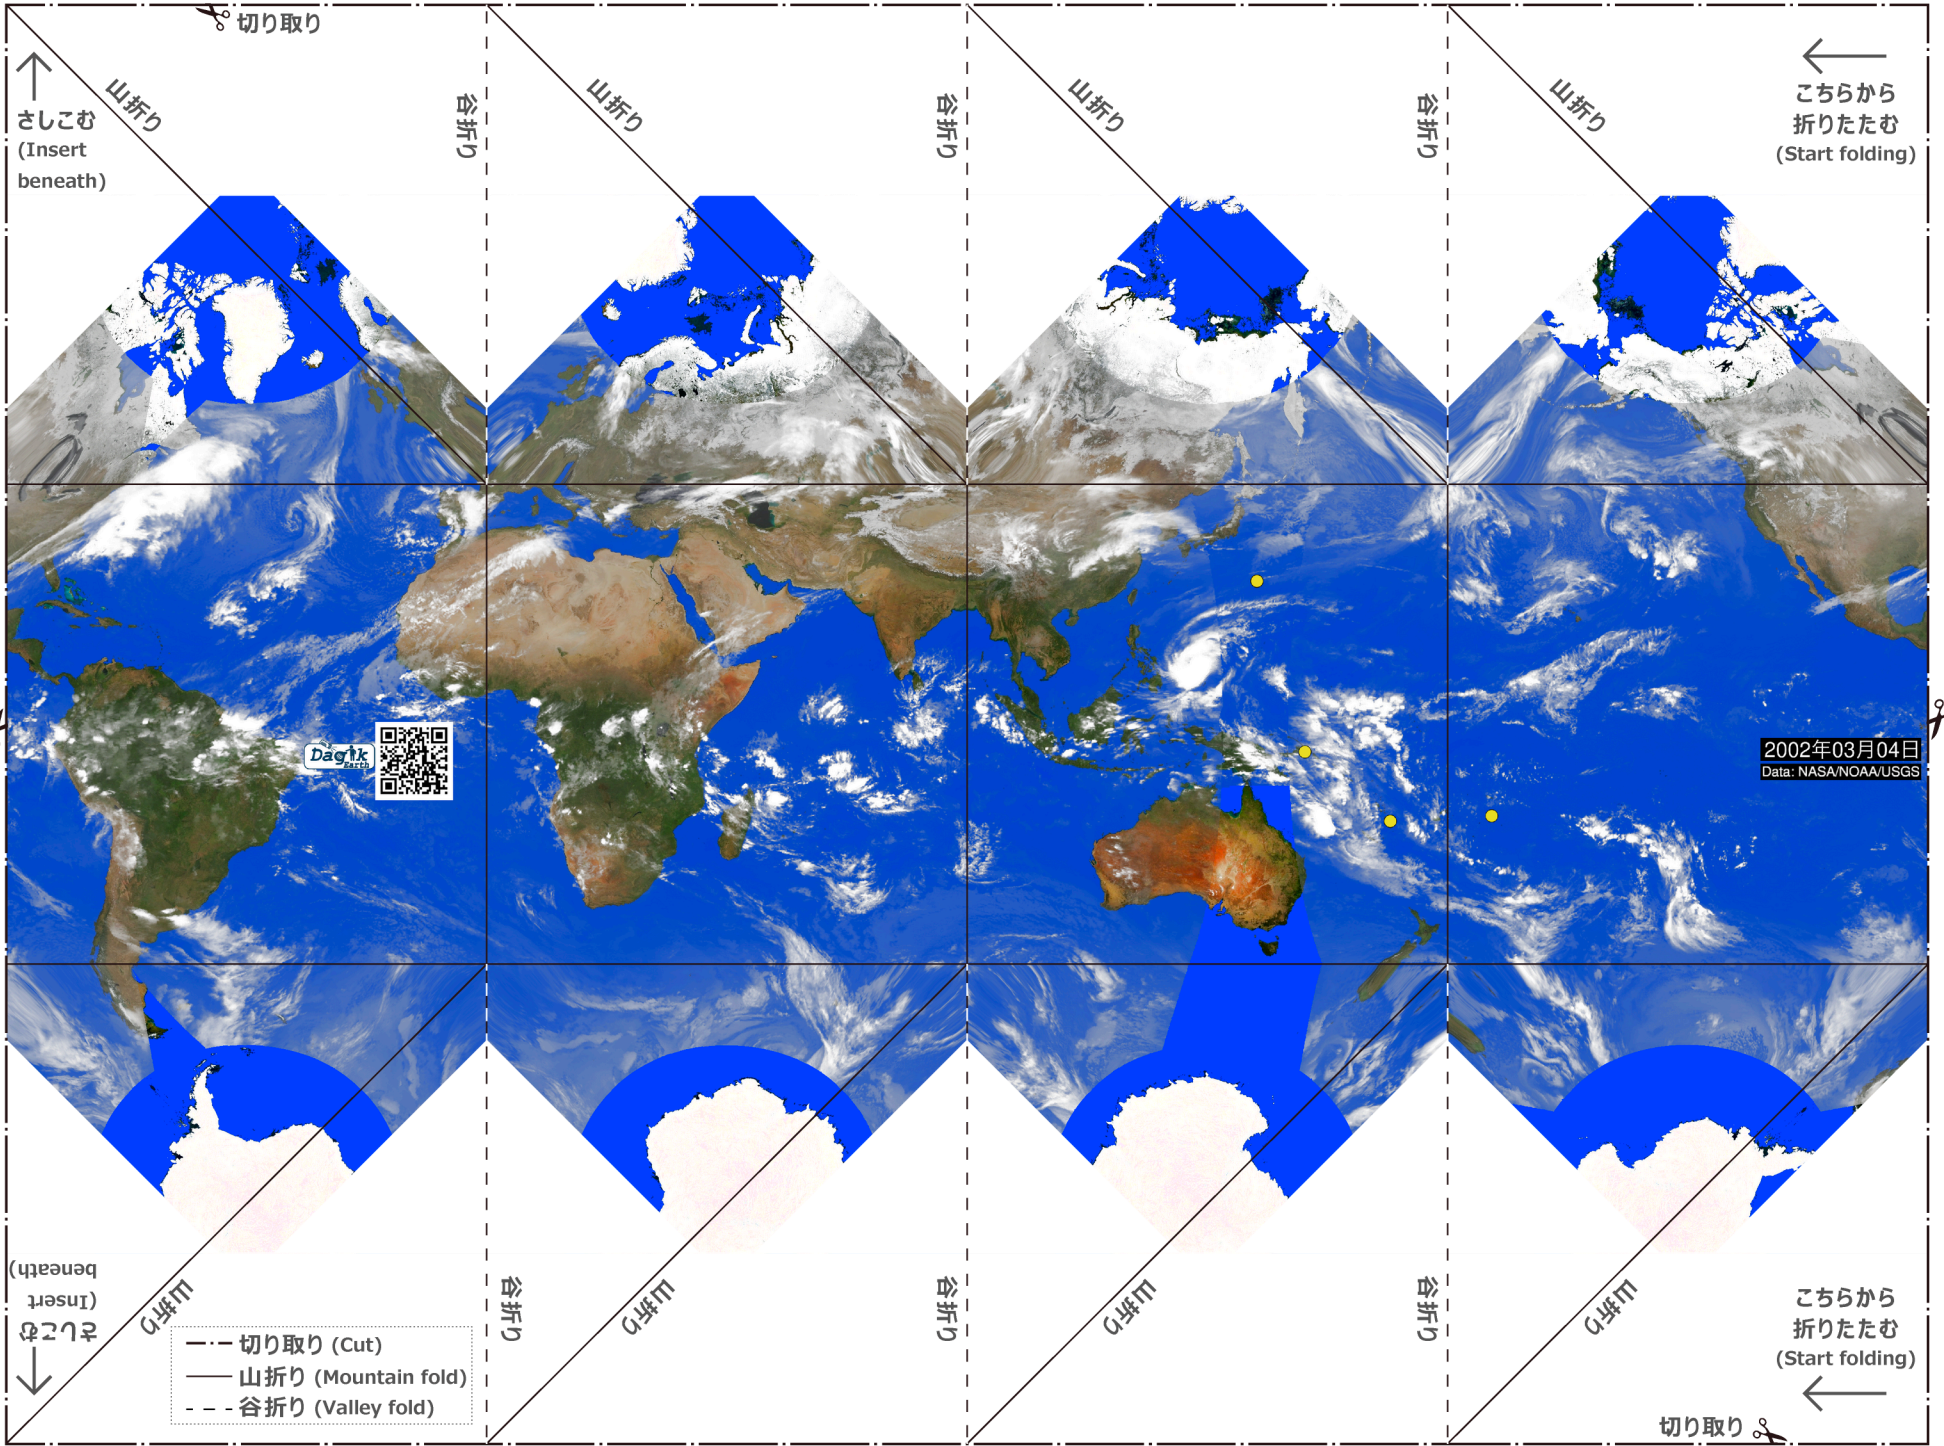 切り取り
山折り
谷折り
山折り
谷折り
山折り
谷折り
山折り
さしこむ
(Insert
beneath)
こちらから
折りたたむ
(Start folding)
Dagik
Earth
2002年03月04日
Data: NASA/NOAA/USGS
さしこむ
(Insert
beneath)
山折り
谷折り
山折り
谷折り
山折り
谷折り
山折り
こちらから
折りたたむ
(Start folding)
切り取り (Cut)
山折り (Mountain fold)
谷折り (Valley fold)
切り取り